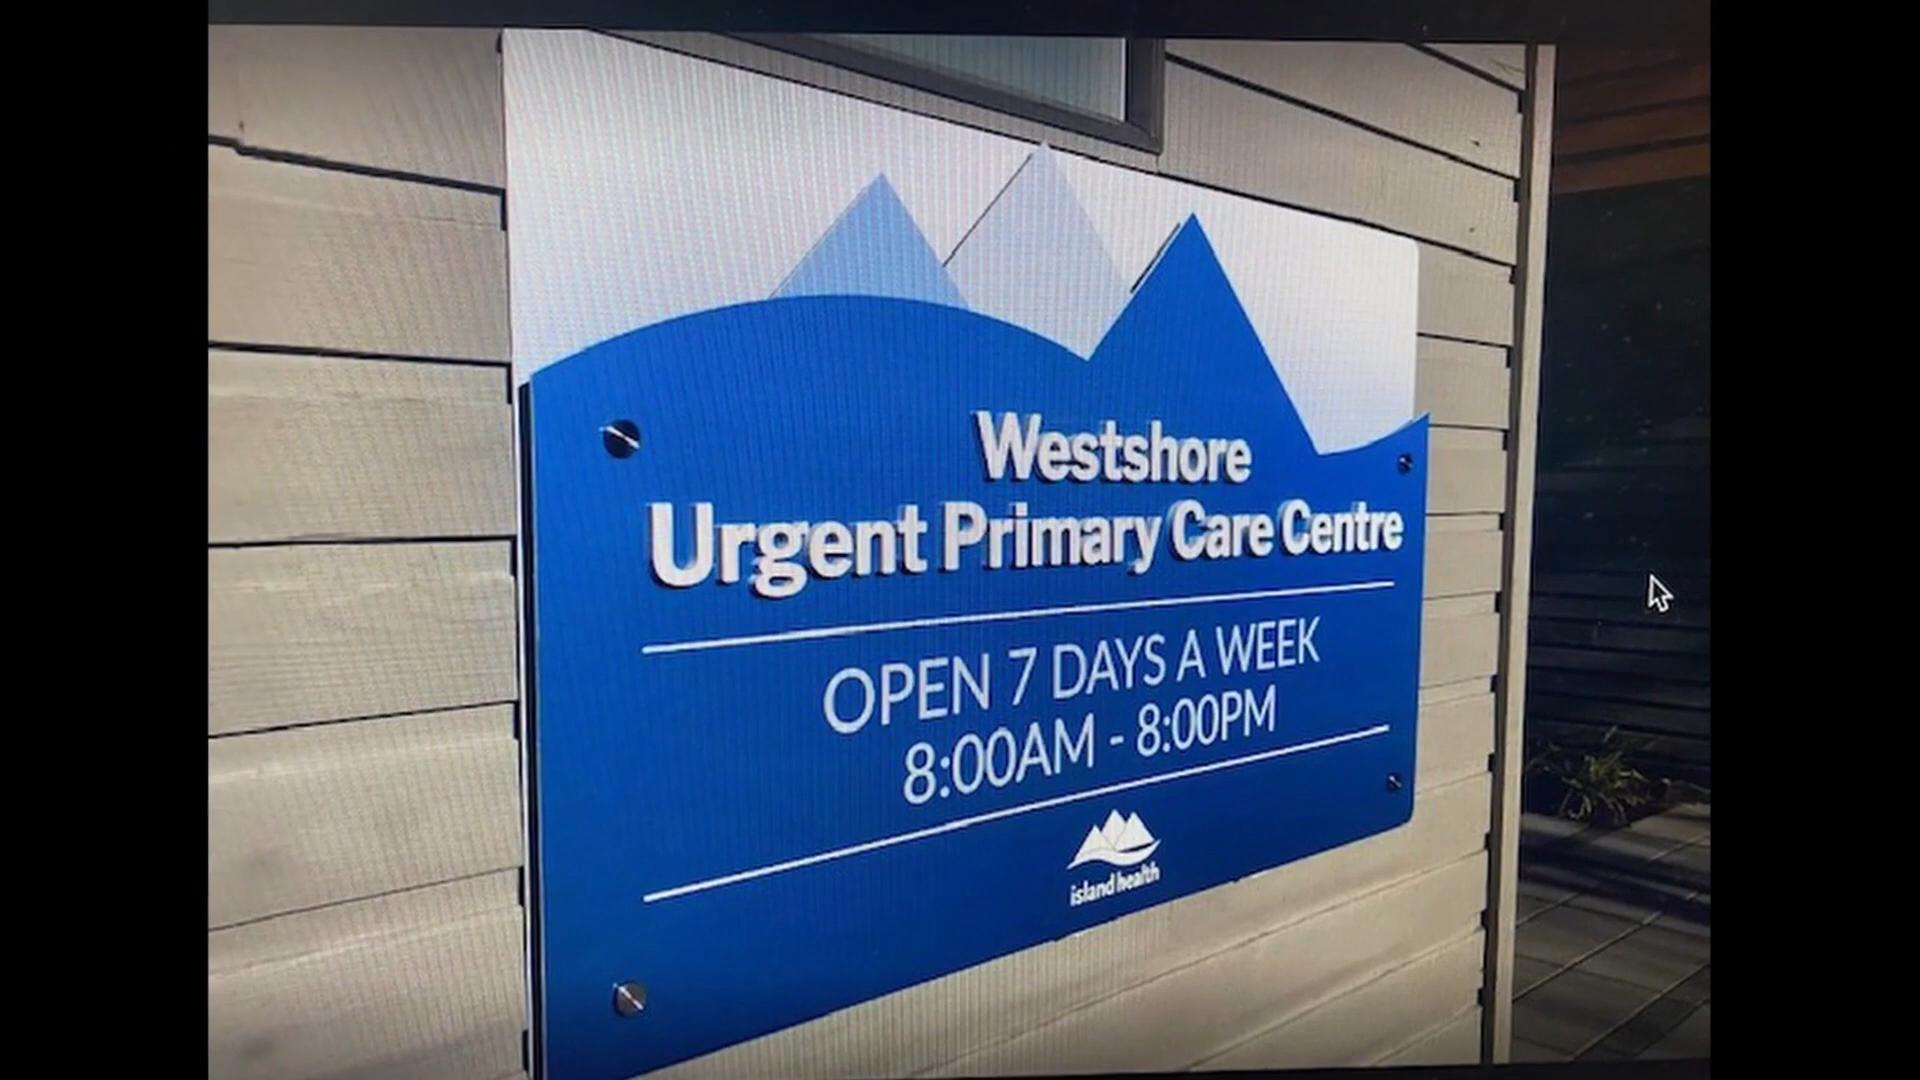 Westshore
Urgent Primary Care Centre
OPEN 7 DAYS A WEEK
8:00AM - 8:00PM
island health